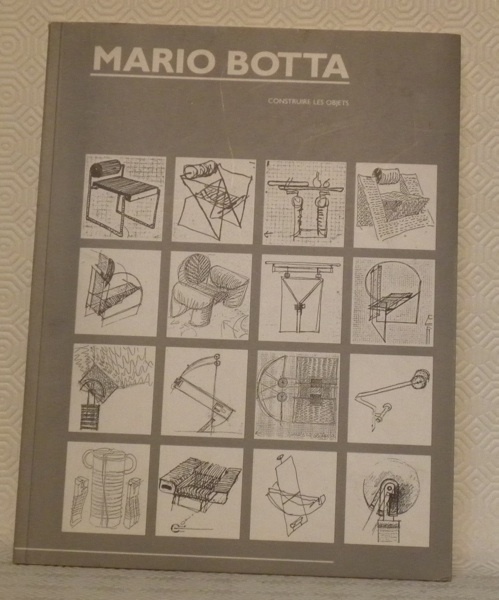 MARIO BOTTA
CONSTRUIRE LES OBJETS